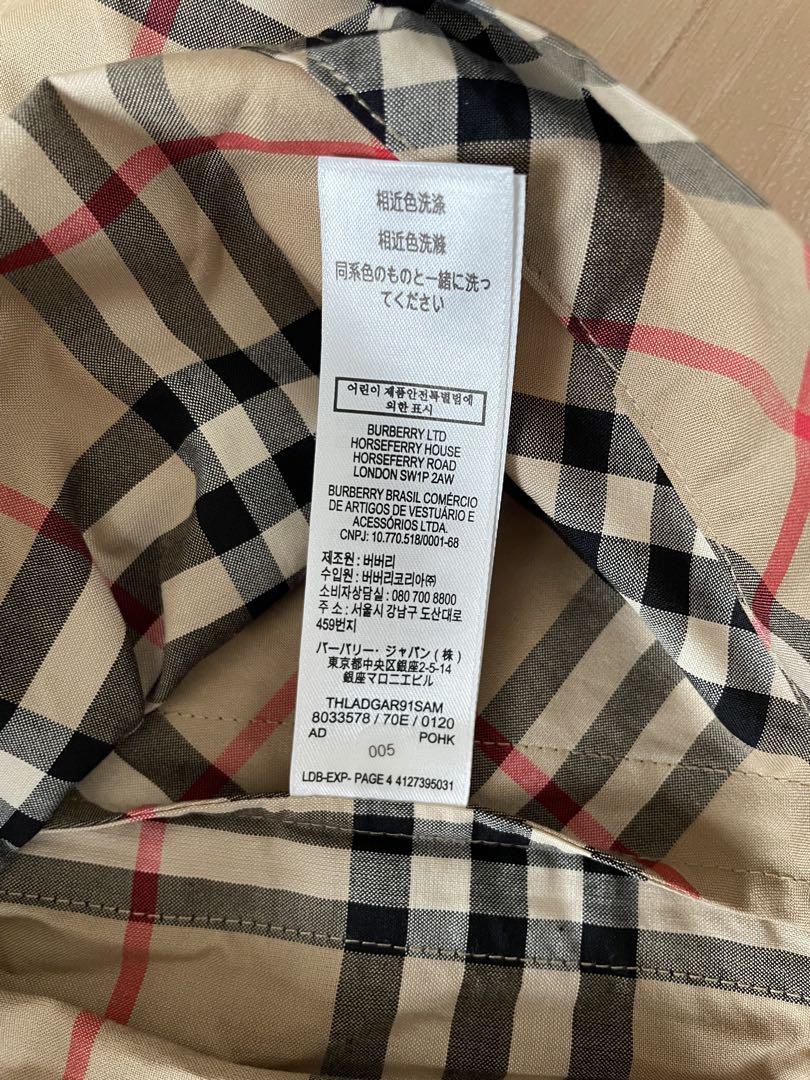 相近色洗涤
相近色洗滌
同系色のものと一緒に洗っ
てください
어린이 제품안전특별법에
의한 표시
BURBERRY LTD
HORSEFERRY HOUSE
HORSEFERRY ROAD
LONDON SW1P 2AW
BURBERRY BRASIL COMÉRCIO
DE ARTIGOS DE VESTUÁRIO E
ACESSÓRIOS LTDA.
CNPJ: 10.770.518/0001-68
제조원 : 버버리
수입원 : 버버리코리아㈜
소비자상담실 : 080 700 8800
주 소 : 서울시 강남구 도산대로
459번지
バーバリー・ジャパン ( 株 )
東京都中央区銀座2-5-14
銀座マロニエビル
THLADGAR91SAM
8033578 / 70E / 0120
AD POHK
005
LDB-EXP- PAGE 4 4127395031